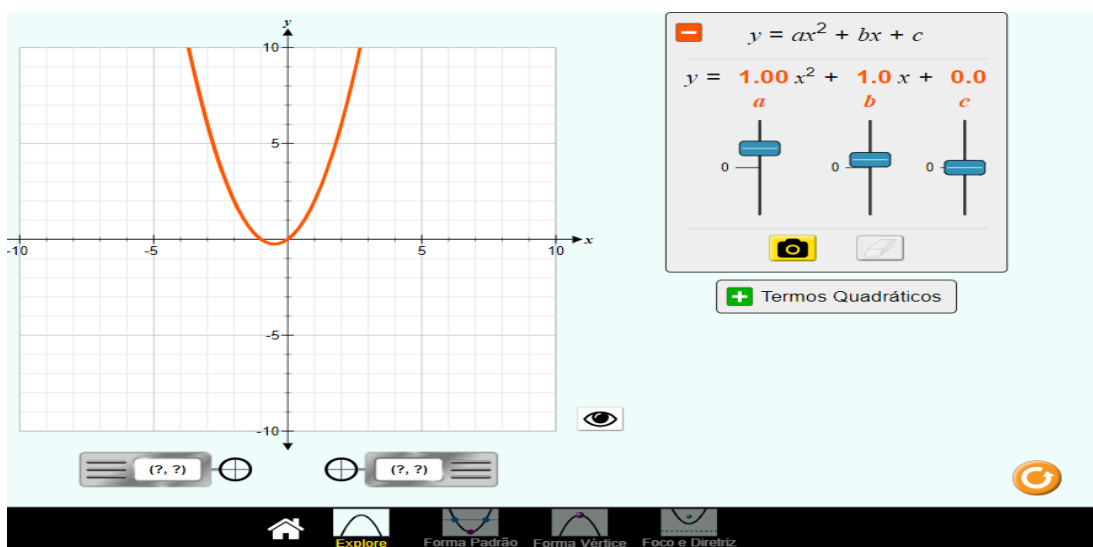 y
10
5
-10
-5
5
10
x
-5
-10
(?, ?)
(?, ?)
y = ax² + bx + c
y = 1.00 x² + 1.0 x + 0.0
a b c
0 0 0
Termos Quadráticos
Explore Forma Padrão Forma Vértice Foco e Diretriz